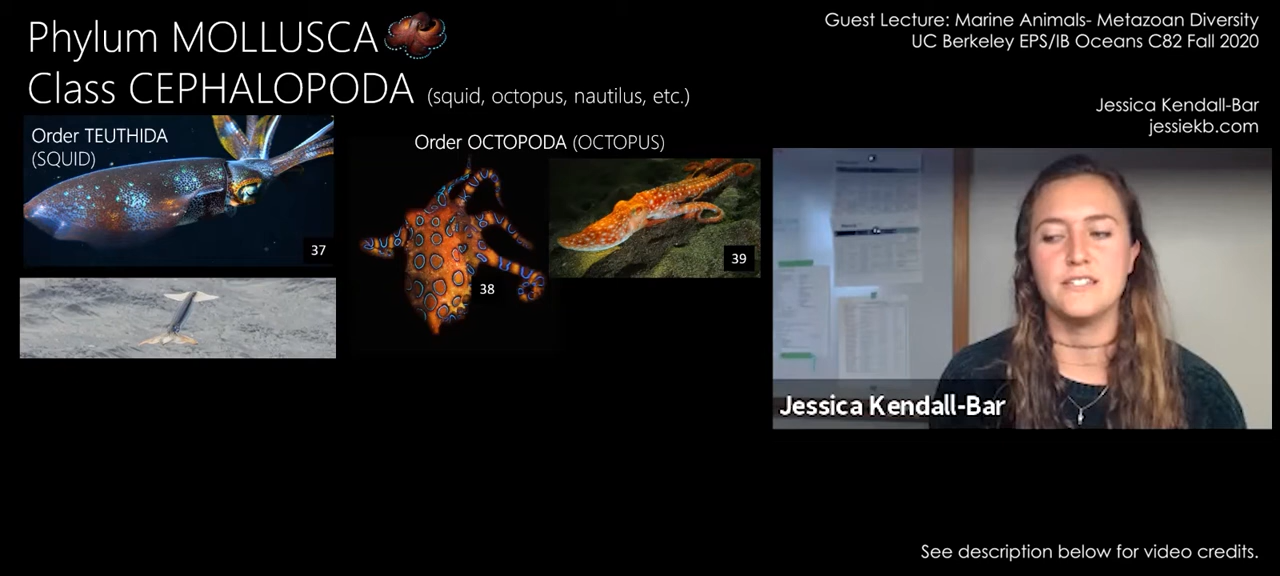 Phylum MOLLUSCA
Class CEPHALOPODA (squid, octopus, nautilus, etc.)
Guest Lecture: Marine Animals- Metazoan Diversity
UC Berkeley EPS/IB Oceans C82 Fall 2020
Jessica Kendall-Bar
jessiekb.com
Order TEUTHIDA
(SQUID)
37
Order OCTOPODA (OCTOPUS)
38
39
Jessica Kendall-Bar
See description below for video credits.